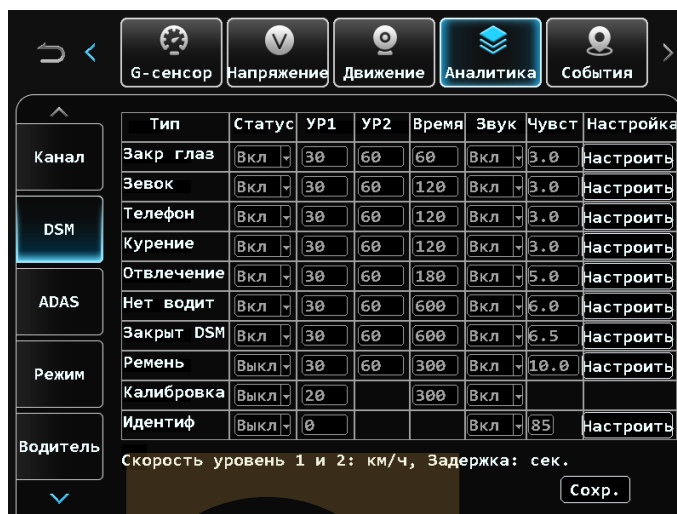 G-сенсор Напряжение Движение Аналитика События
Канал
DSM
ADAS
Режим
Водитель
Тип Статус УР1 УР2 Время Звук Чувст Настройка
Закр глаз Вкл 30 60 60 Вкл 3.0 Настроить
Зевок Вкл 30 60 120 Вкл 3.0 Настроить
Телефон Вкл 30 60 120 Вкл 3.0 Настроить
Курение Вкл 30 60 120 Вкл 3.0 Настроить
Отвлечение Вкл 30 60 180 Вкл 5.0 Настроить
Нет водит Вкл 30 60 600 Вкл 6.0 Настроить
Закрыт DSM Вкл 30 60 600 Вкл 6.5 Настроить
Ремень Выкл 30 60 300 Вкл 10.0 Настроить
Калибровка Выкл 20 300 Вкл
Идентиф Выкл 0 Вкл 85 Настроить
Скорость уровень 1 и 2: км/ч, Задержка: сек.
Сохр.